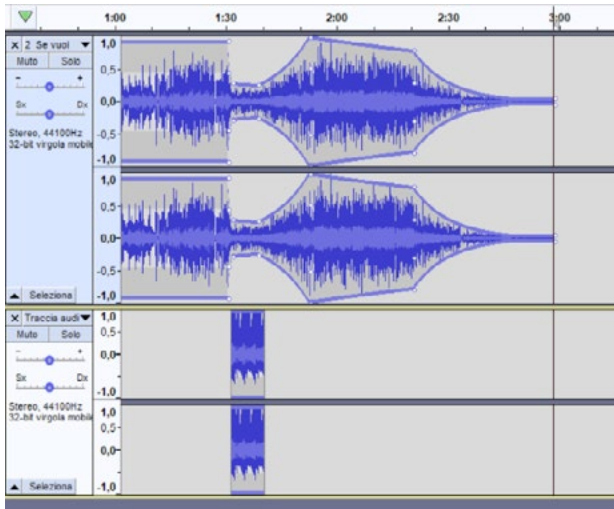 1:00 1:30 2:00 2:30 3:00
× 2 Se vuoi ▼
Muto Solo
- +
Sx Dx
Stereo, 44100Hz
32-bit virgola mobile
▲ Seleziona
1,0
0,5-
0,0-
-0,5
-1,0
1,0
0,5-
0,0-
-0,5-
-1,0
× Traccia audi▼
Muto Solo
- +
Sx Dx
Stereo, 44100Hz
32-bit virgola mobile
▲ Seleziona
1,0
0,5-
0,0-
-1,0
1,0
0,5-
0,0-
-1,0